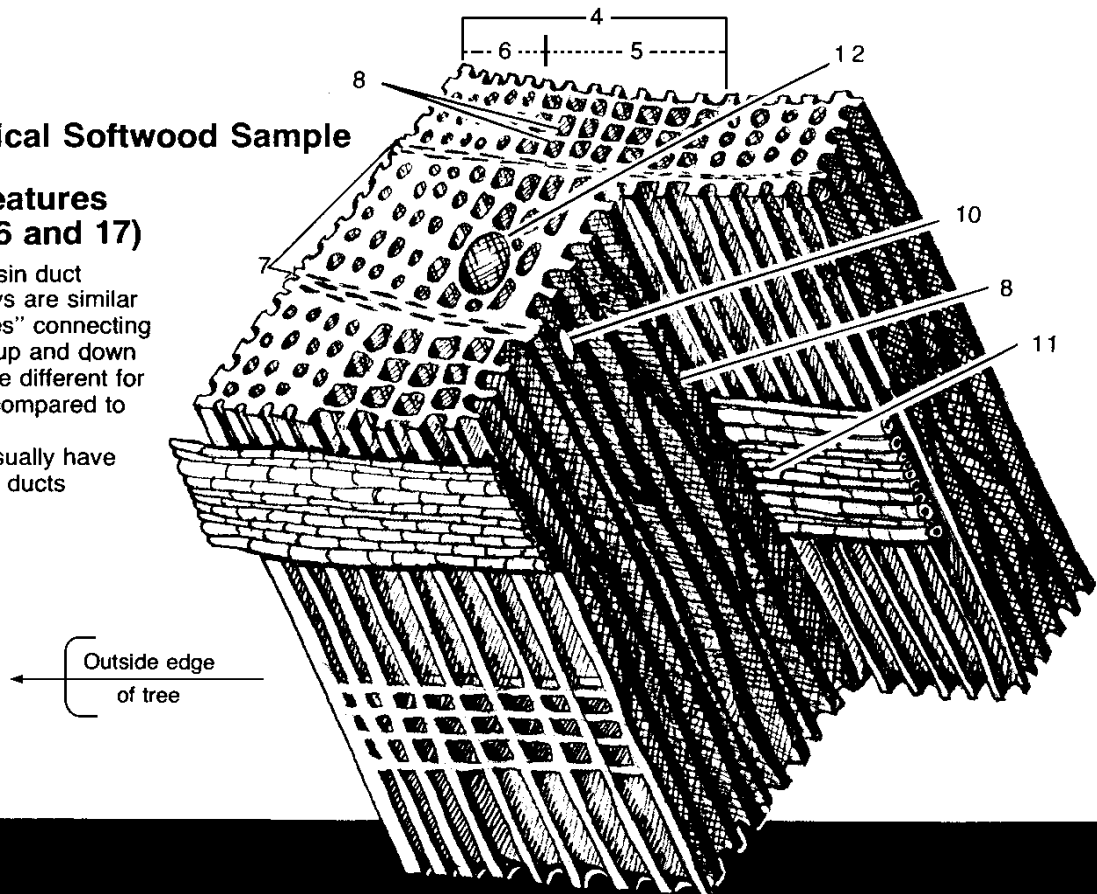 4
6 5
12
8
ical Softwood Sample
eatures
6 and 17)
10
7
sin duct
ys are similar
es” connecting
up and down
e different for
compared to
sually have
ducts
8
11
Outside edge
of tree